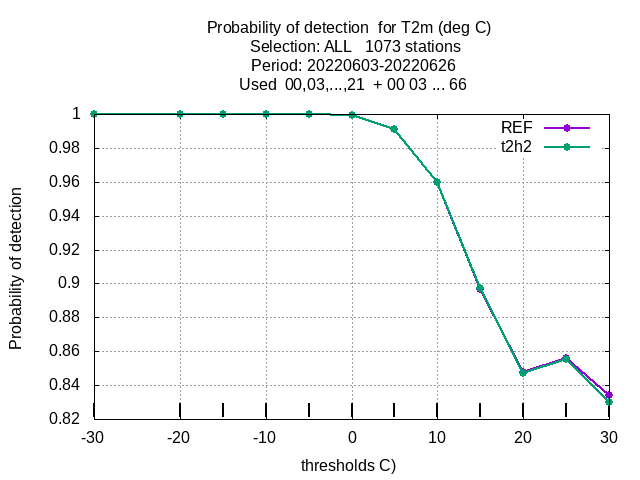 Probability of detection  for T2m (deg C)
Selection: ALL   1073 stations
Period: 20220603-20220626
Used  00,03,...,21  + 00 03 ... 66
REF
t2h2
Probability of detection
1
0.98
0.96
0.94
0.92
0.9
0.88
0.86
0.84
0.82
-30
-20
-10
0
10
20
30
thresholds C)